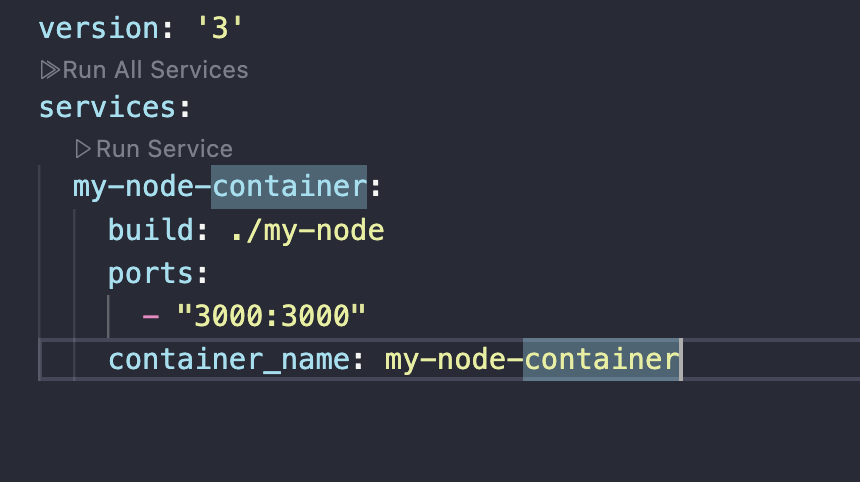 version: '3'
Run All Services
services:
Run Service
my-node-container:
build: ./my-node
ports:
- "3000:3000"
container_name: my-node-container